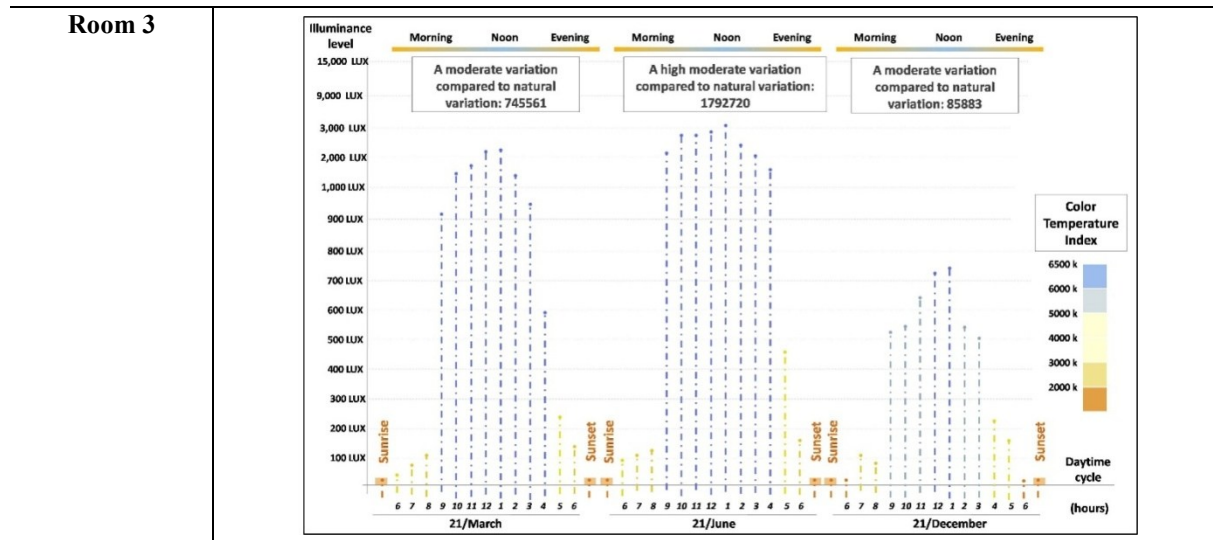 Room 3
Illuminance
level
Morning Noon Evening Morning Noon Evening Morning Noon Evening
15,000 LUX
A moderate variation
compared to natural
variation: 745561
A high moderate variation
compared to natural variation:
1792720
A moderate variation
compared to natural
variation: 85883
9,000 LUX
3,000 LUX
2,000 LUX
1,000 LUX
900 LUX
800 LUX
700 LUX
600 LUX
500 LUX
400 LUX
300 LUX
200 LUX
100 LUX
Color
Temperature
Index
6500 k
6000 k
5000 k
4000 k
3000 k
2000 k
Sunrise
Sunset
Sunrise
Sunset
Sunrise
Sunset
Daytime
cycle
(hours)
6 7 8 9 10 11 12 1 2 3 4 5 6 6 7 8 9 10 11 12 1 2 3 4 5 6 6 7 8 9 10 11 12 1 2 3 4 5 6
21/March 21/June 21/December